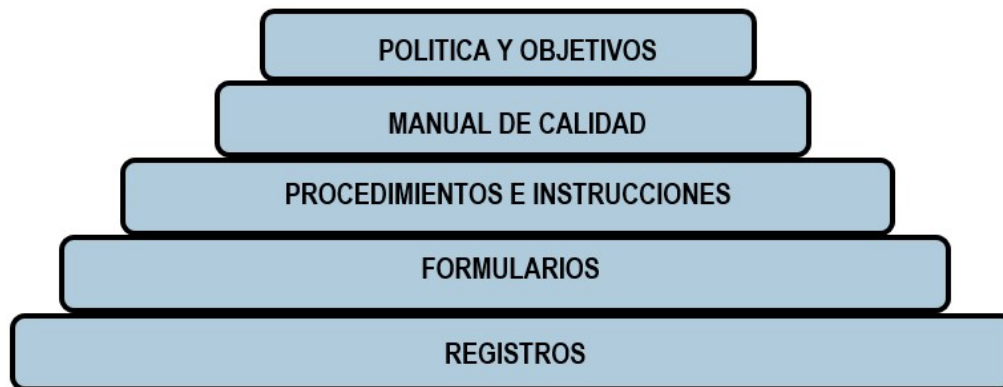 POLITICA Y OBJETIVOS
MANUAL DE CALIDAD
PROCEDIMIENTOS E INSTRUCCIONES
FORMULARIOS
REGISTROS